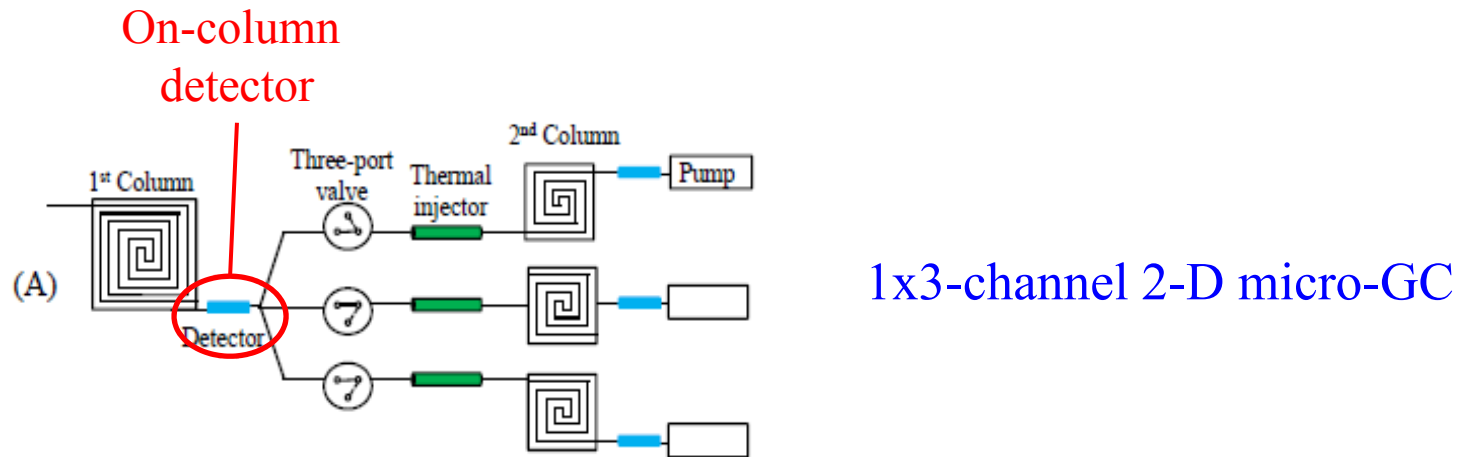 On-column
detector
1st Column
Three-port
valve
Thermal
injector
2nd Column
Pump
(A)
Detector
1x3-channel 2-D micro-GC